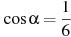 cos α = 1/6